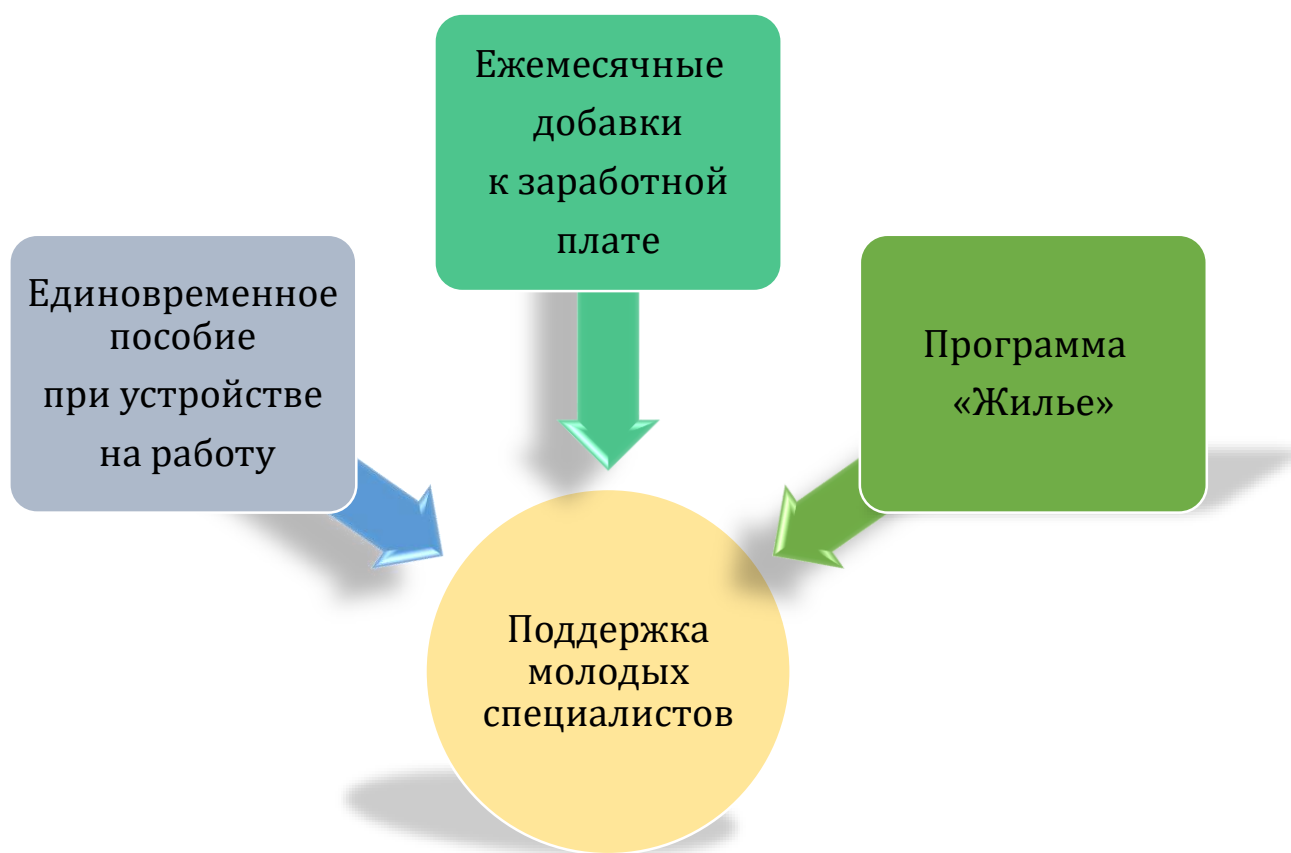 Ежемесячные
добавки
к заработной
плате
Единовременное
пособие
при устройстве
на работу
Программа
«Жилье»
Поддержка
молодых
специалистов